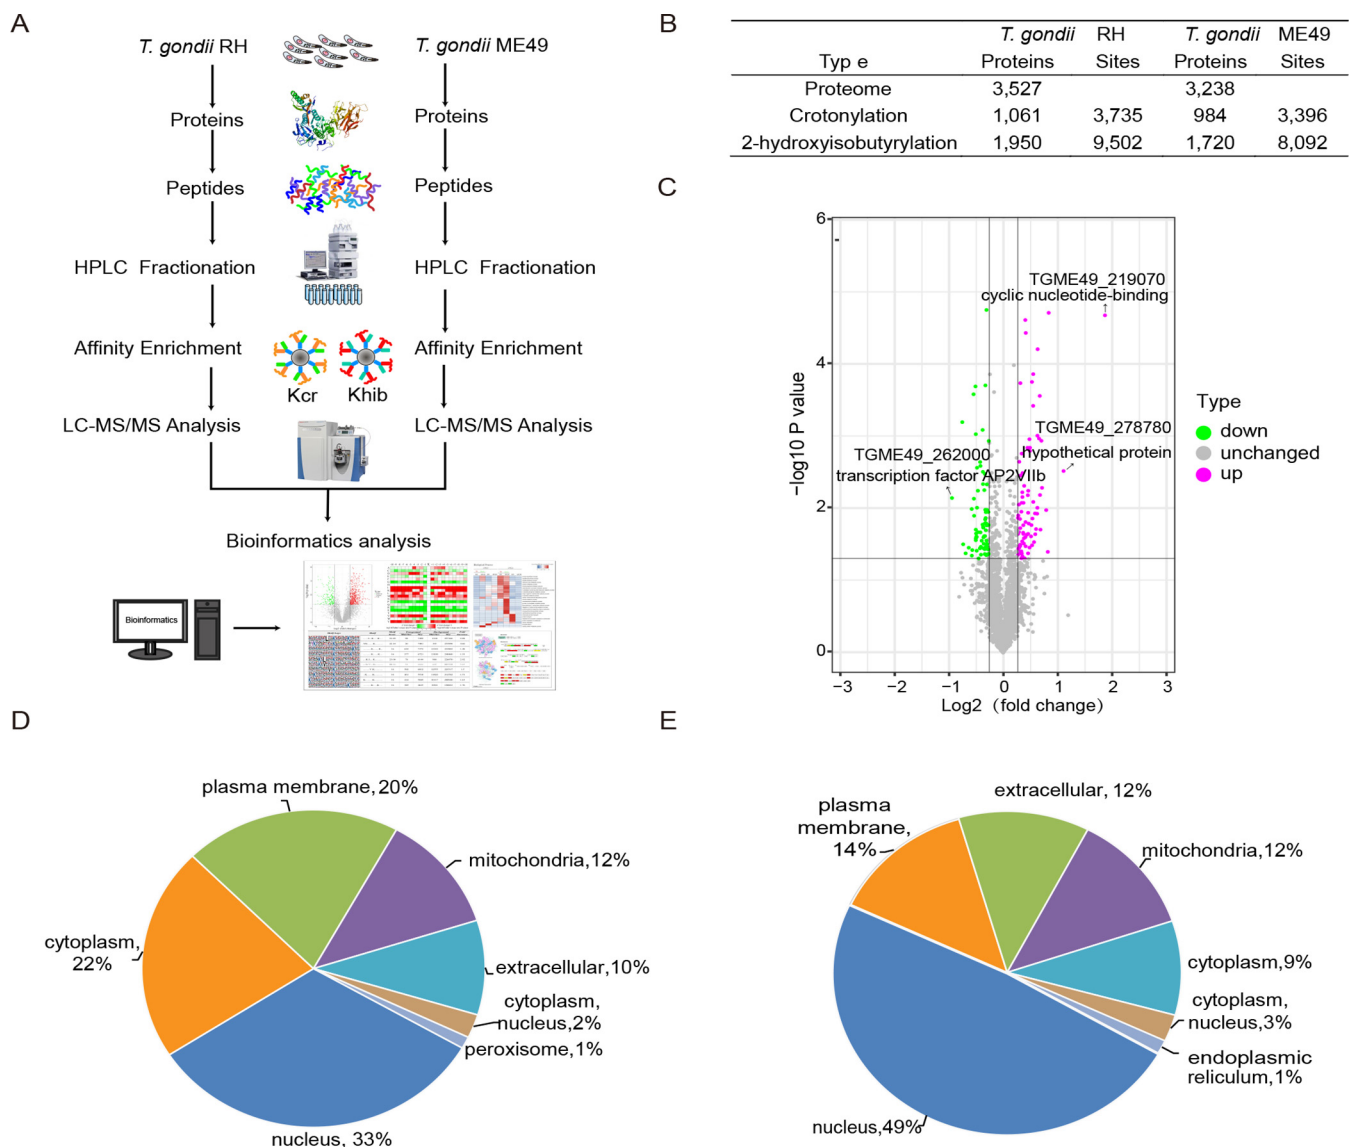 A
T. gondii RH
T. gondii ME49
Proteins
Proteins
Peptides
Peptides
HPLC Fractionation
HPLC Fractionation
Affinity Enrichment
Affinity Enrichment
Kcr
Khib
LC-MS/MS Analysis
LC-MS/MS Analysis
Bioinformatics analysis
Bioinformatics
B
T. gondii RH T. gondii ME49
Typ e Proteins Sites Proteins Sites
Proteome 3,527 3,238
Crotonylation 1,061 3,735 984 3,396
2-hydroxyisobutyrylation 1,950 9,502 1,720 8,092
C
6
4
2
0
−log10 P value
TGME49_219070
cyclic nucleotide-binding
TGME49_278780
hypothetical protein
TGME49_262000
transcription factor AP2VIIb
−3 −2 −1 0 1 2 3
Log2 (fold change)
Type
down
unchanged
up
D
plasma membrane, 20%
mitochondria,12%
cytoplasm,
22%
extracellular,10%
cytoplasm,
nucleus,2%
peroxisome,1%
nucleus, 33%
E
extracellular, 12%
plasma
membrane,
14%
mitochondria,12%
cytoplasm,9%
cytoplasm,
nucleus,3%
endoplasmic
reliculum,1%
nucleus,49%